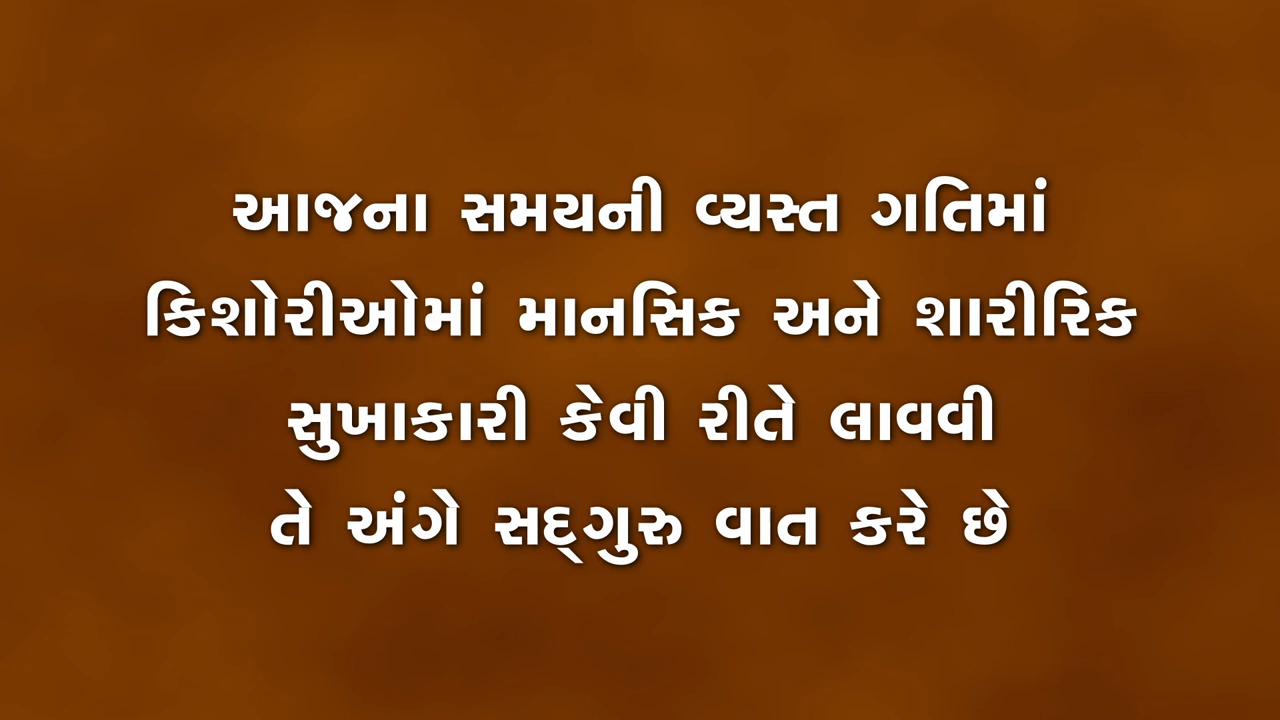 આજના સમયની વ્યસ્ત ગતિમાં
કિશોરીઓમાં માનસિક અને શારીરિક
સુખાકારી કેવી રીતે લાવવી
તે અંગે સદ્‌ગુરુ વાત કરે છે